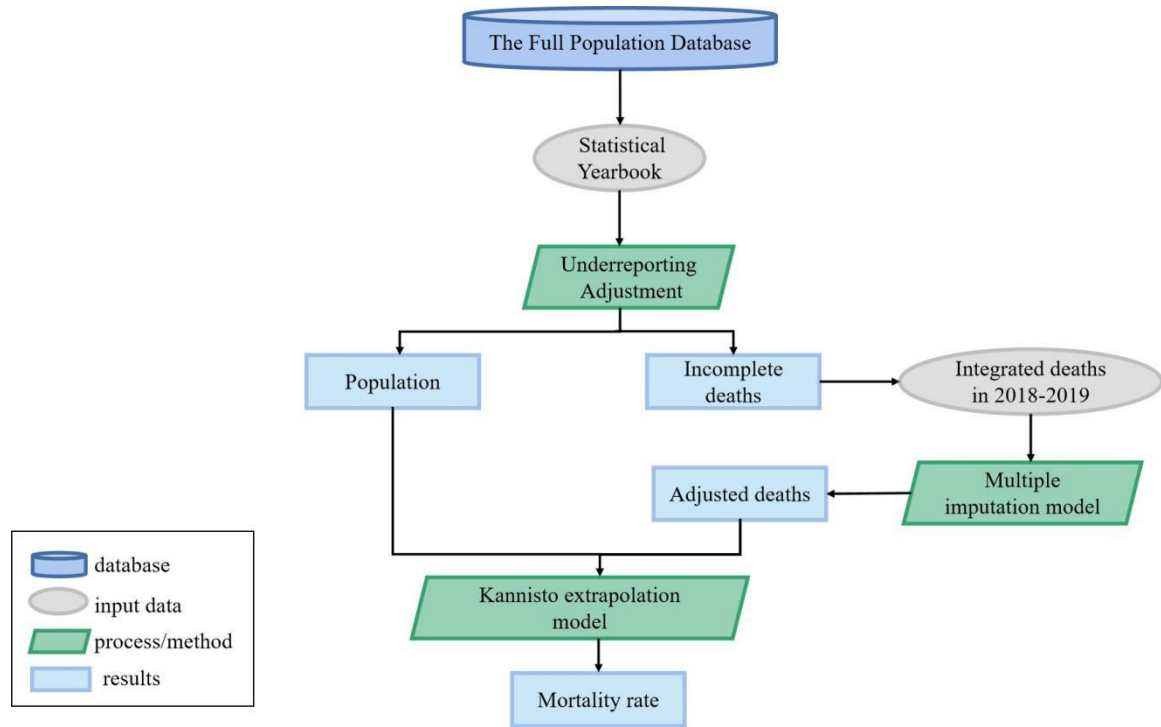 The Full Population Database
Statistical
Yearbook
Underreporting
Adjustment
Population
Incomplete
deaths
Integrated deaths
in 2018-2019
Adjusted deaths
Multiple
imputation model
Kannisto extrapolation
model
Mortality rate
database
input data
process/method
results